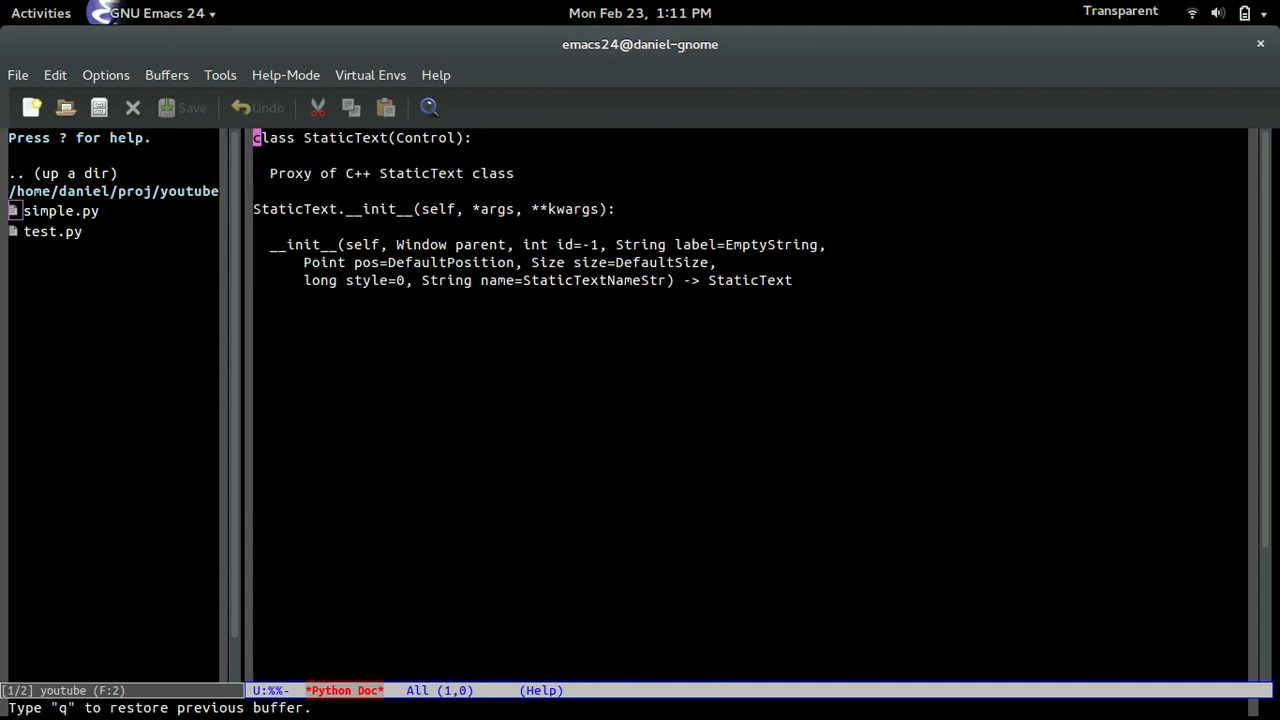 Activities GNU Emacs 24 Mon Feb 23, 1:11 PM Transparent
emacs24@daniel-gnome
File Edit Options Buffers Tools Help-Mode Virtual Envs Help
Save Undo
Press ? for help.
.. (up a dir)
/home/daniel/proj/youtube
simple.py
test.py
class StaticText(Control):
Proxy of C++ StaticText class
StaticText.__init__(self, *args, **kwargs):
__init__(self, Window parent, int id=-1, String label=EmptyString,
Point pos=DefaultPosition, Size size=DefaultSize,
long style=0, String name=StaticTextNameStr) -> StaticText
[1/2] youtube (F:2) U:%%- *Python Doc* All (1,0) (Help)
Type "q" to restore previous buffer.